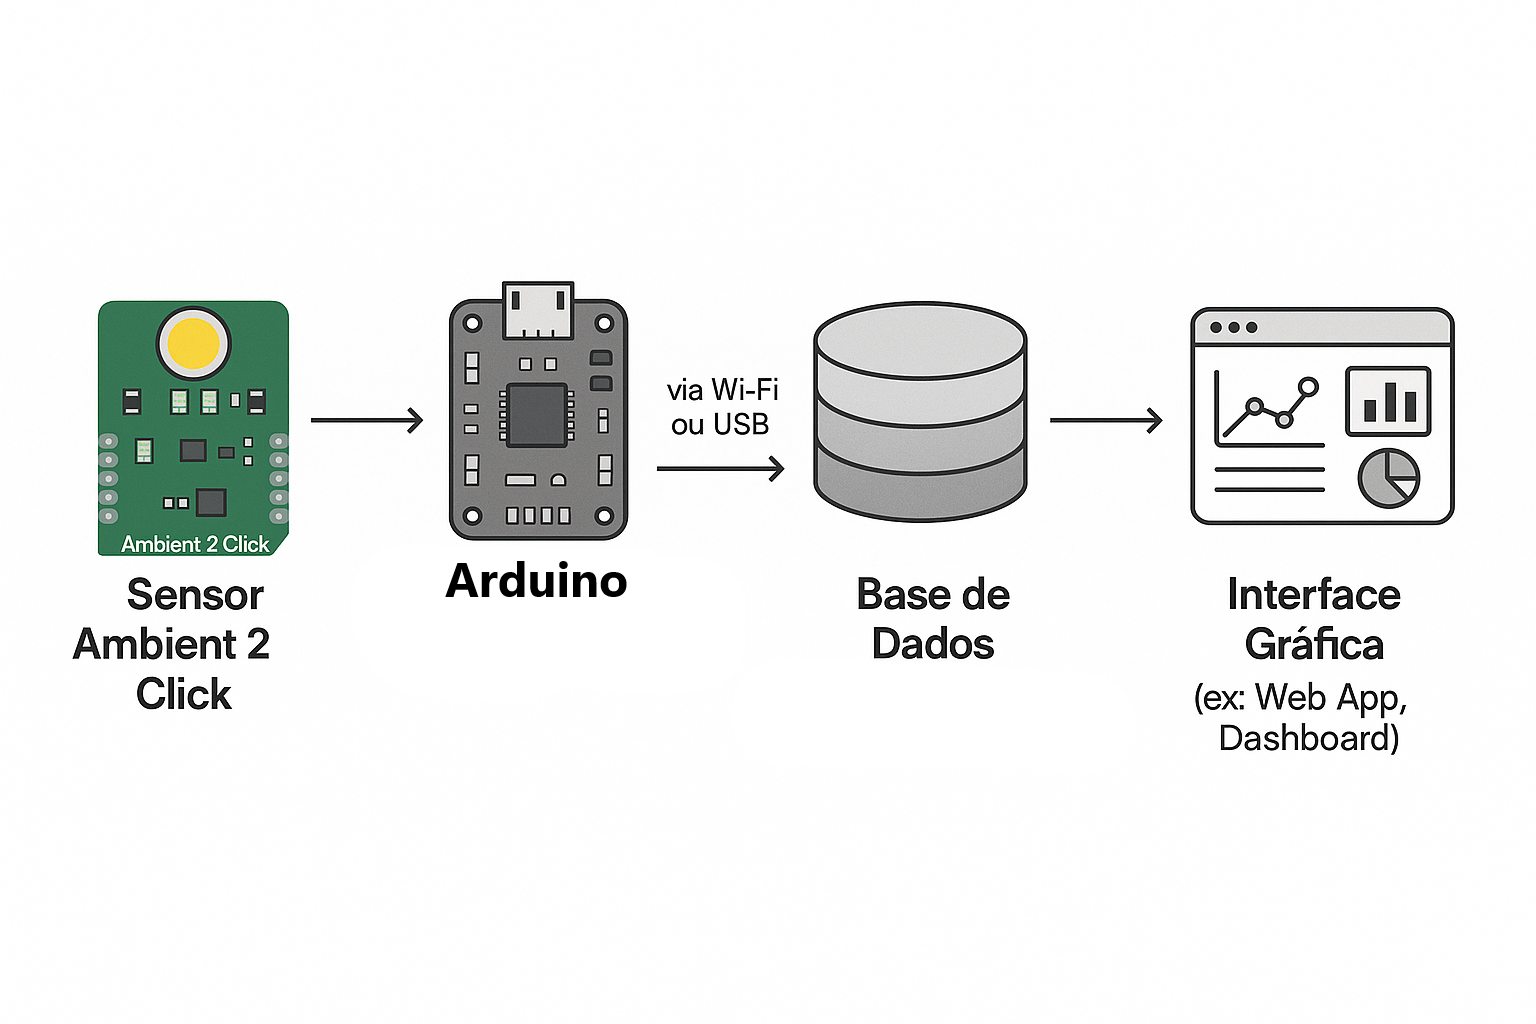 Ambient 2 Click
Sensor
Ambient 2
Click
Arduino
via Wi-Fi
ou USB
Base de
Dados
Interface
Gráfica
(ex: Web App,
Dashboard)